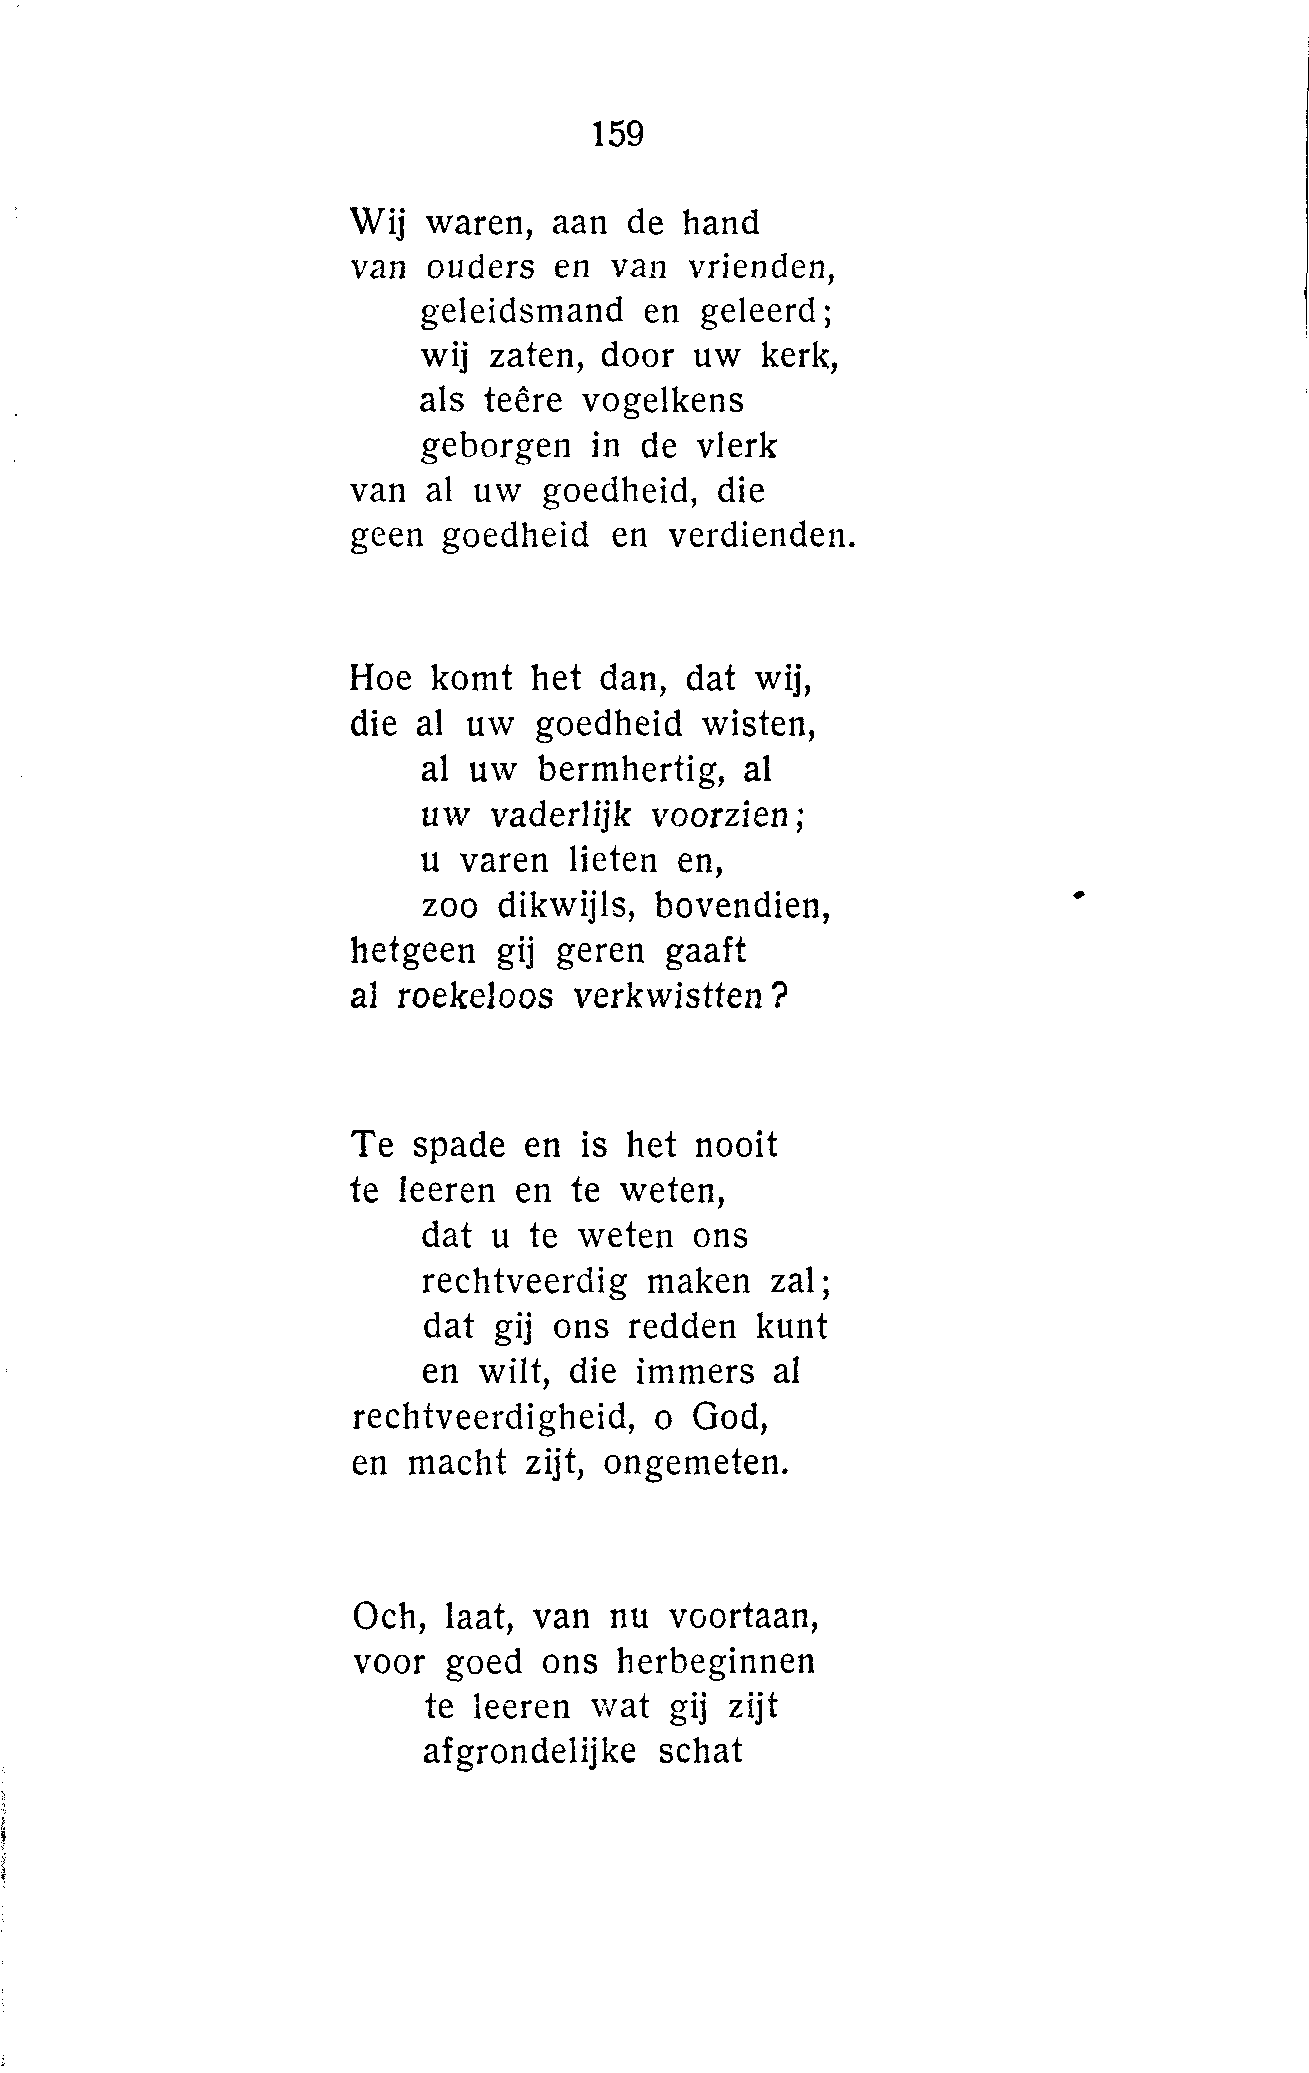 159
Wij waren, aan de hand
van ouders en van vrienden,
geleidsmand en geleerd;
wij zaten, door uw kerk,
als teêre vogelkens
geborgen in de vlerk
van al uw goedheid, die
geen goedheid en verdienden.
Hoe komt het dan, dat wij,
die al uw goedheid wisten,
al uw bermhertig, al
uw vaderlijk voorzien;
u varen lieten en,
zoo dikwijls, bovendien,
hetgeen gij geren gaaft
al roekeloos verkwistten?
Te spade en is het nooit
te leeren en te weten,
dat u te weten ons
rechtveerdig maken zal;
dat gij ons redden kunt
en wilt, die immers al
rechtveerdigheid, o God,
en macht zijt, ongemeten.
Och, laat, van nu voortaan,
voor goed ons herbeginnen
te leeren wat gij zijt
afgrondelijke schat